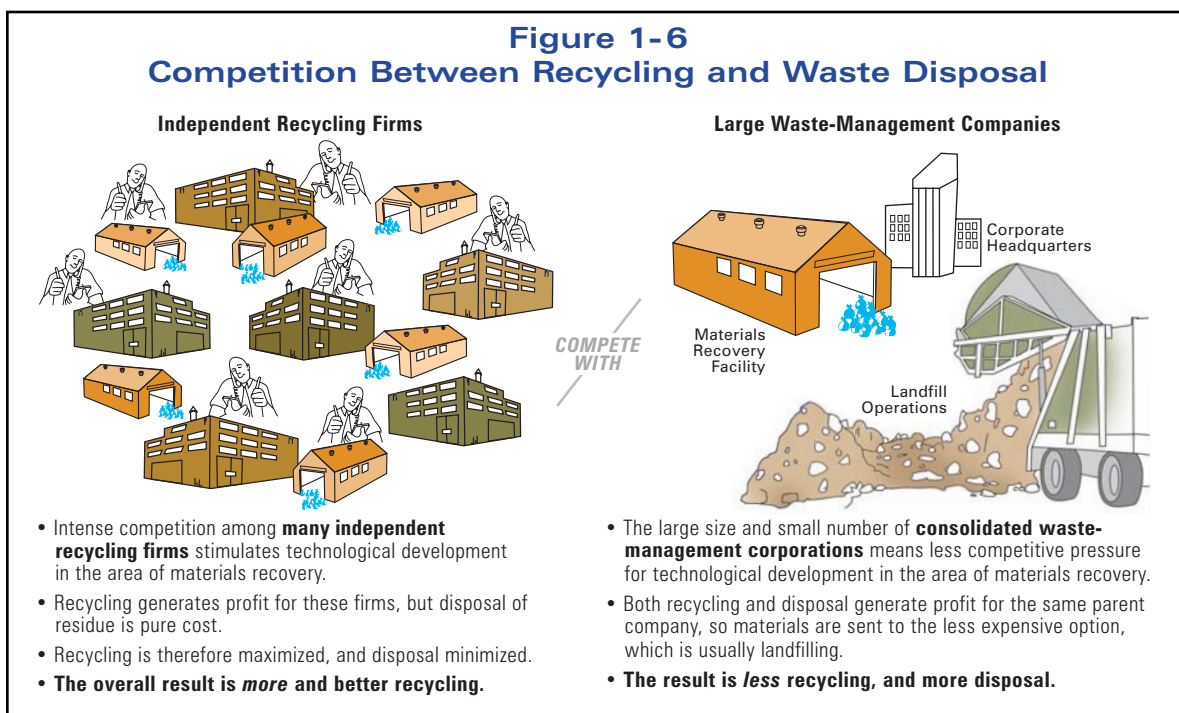 Figure 1-6
Competition Between Recycling and Waste Disposal
Independent Recycling Firms
• Intense competition among many independent
recycling firms stimulates technological development
in the area of materials recovery.
• Recycling generates profit for these firms, but disposal of
residue is pure cost.
• Recycling is therefore maximized, and disposal minimized.
• The overall result is more and better recycling.
COMPETE
WITH
Large Waste-Management Companies
Corporate
Headquarters
Materials
Recovery
Facility
Landfill
Operations
• The large size and small number of consolidated waste-
management corporations means less competitive pressure
for technological development in the area of materials recovery.
• Both recycling and disposal generate profit for the same parent
company, so materials are sent to the less expensive option,
which is usually landfilling.
• The result is less recycling, and more disposal.